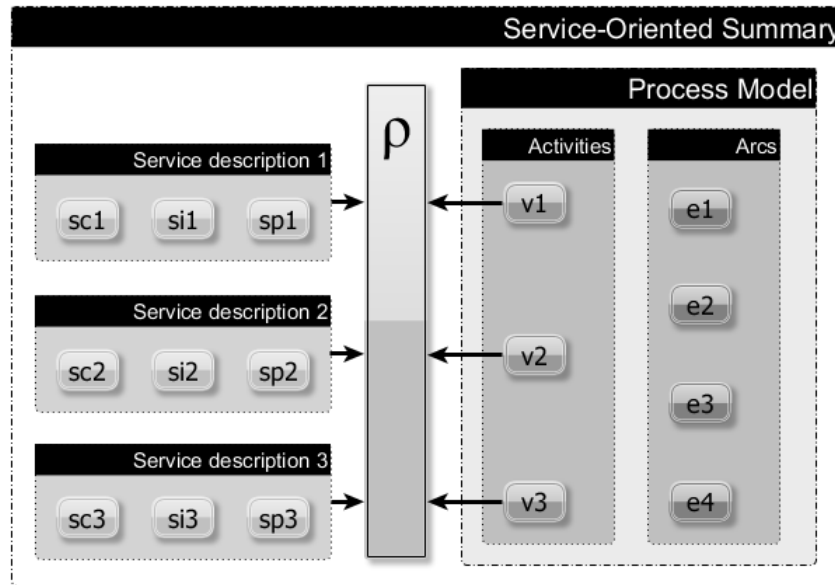 Service-Oriented Summary
Process Model
ρ
Service description 1
sc1 si1 sp1
Service description 2
sc2 si2 sp2
Service description 3
sc3 si3 sp3
Activities
v1
v2
v3
Arcs
e1
e2
e3
e4